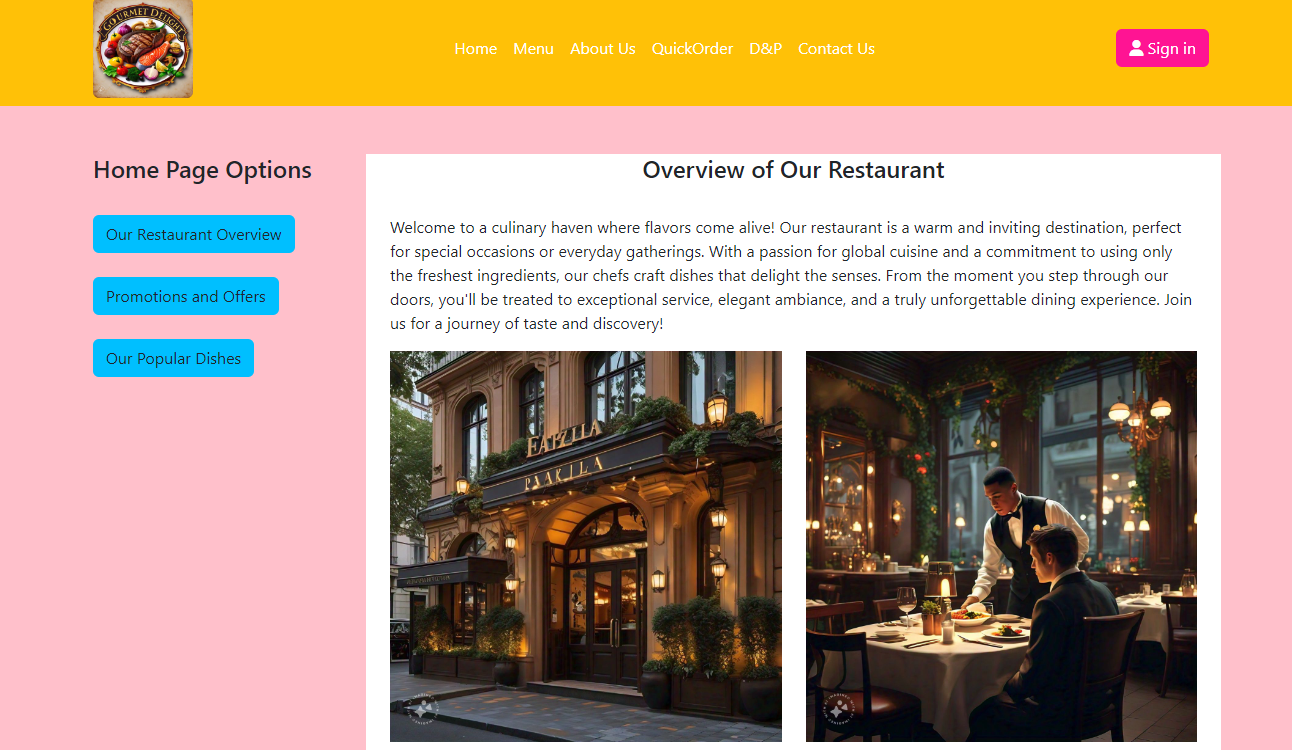 GOURMET DELIGHT
Home Menu About Us QuickOrder D&P Contact Us
Sign in
Home Page Options
Our Restaurant Overview
Promotions and Offers
Our Popular Dishes
Overview of Our Restaurant
Welcome to a culinary haven where flavors come alive! Our restaurant is a warm and inviting destination, perfect
for special occasions or everyday gatherings. With a passion for global cuisine and a commitment to using only
the freshest ingredients, our chefs craft dishes that delight the senses. From the moment you step through our
doors, you'll be treated to exceptional service, elegant ambiance, and a truly unforgettable dining experience. Join
us for a journey of taste and discovery!